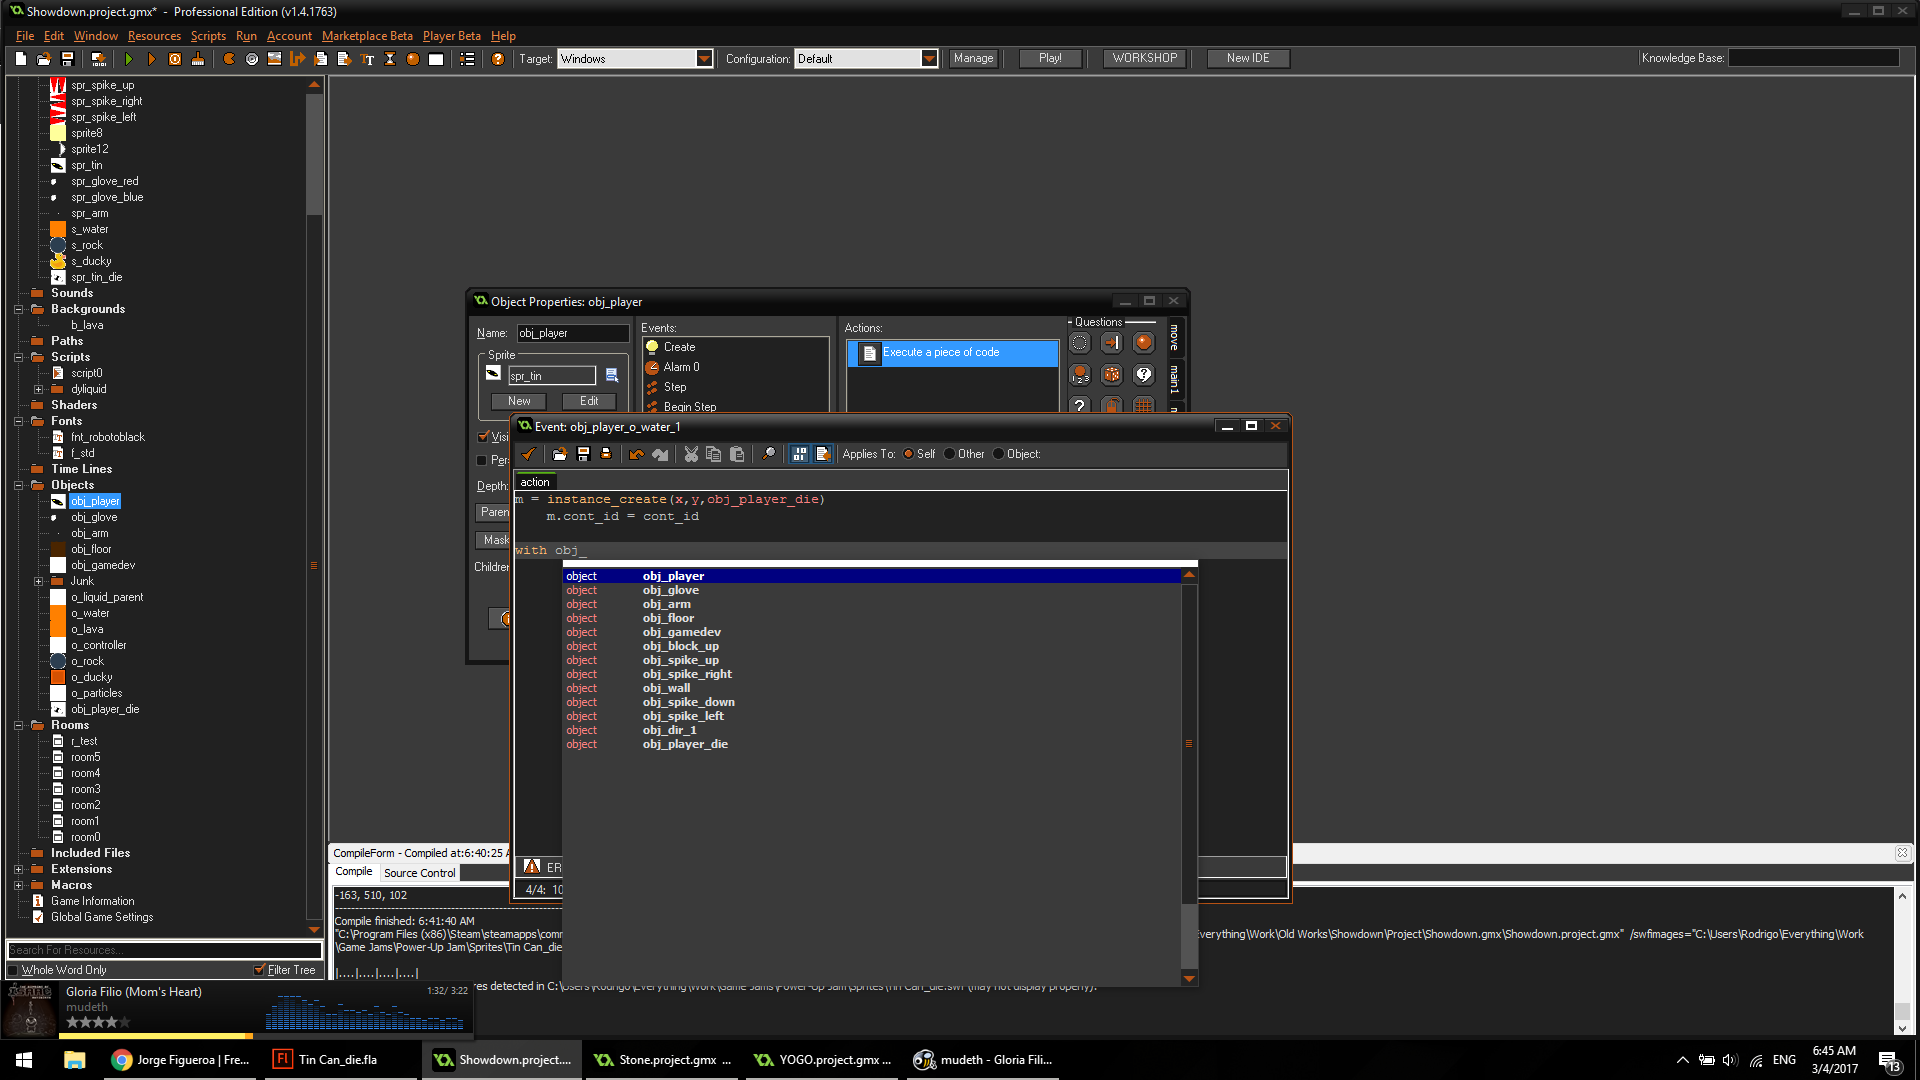 Showdown.project.gmx* - Professional Edition (v1.4.1763)
File Edit Window Resources Scripts Run Account Marketplace Beta Player Beta Help
Target: Windows Configuration: Default Manage Play! WORKSHOP New IDE Knowledge Base:
spr_spike_up
spr_spike_right
spr_spike_left
sprite8
sprite12
spr_tin
spr_glove_red
spr_glove_blue
spr_arm
s_water
s_rock
s_ducky
spr_tin_die
Sounds
Backgrounds
b_lava
Paths
Scripts
script0
dyliquid
Shaders
Fonts
fnt_robotoblack
f_std
Time Lines
Objects
obj_player
obj_glove
obj_arm
obj_floor
obj_gamedev
Junk
o_liquid_parent
o_water
o_lava
o_controller
o_rock
o_ducky
o_particles
obj_player_die
Rooms
r_test
room5
room4
room3
room2
room1
room0
Included Files
Extensions
Macros
Game Information
Global Game Settings
Search For Resources...
Whole Word Only Filter Tree
Object Properties: obj_player
Name: obj_player
Sprite
spr_tin
New Edit
Visi
Per
Depth:
Paren
Mask
Children
Events:
Create
Alarm 0
Step
Begin Step
Actions:
Execute a piece of code
Questions
move
main1
Event: obj_player_o_water_1
Applies To: Self Other Object:
action
m = instance_create(x,y,obj_player_die)
m.cont_id = cont_id
with obj_
object obj_player
object obj_glove
object obj_arm
object obj_floor
object obj_gamedev
object obj_block_up
object obj_spike_up
object obj_spike_right
object obj_wall
object obj_spike_down
object obj_spike_left
object obj_dir_1
object obj_player_die
ER
4/4: 10
CompileForm - Compiled at:6:40:25
Compile Source Control
-163, 510, 102
Compile finished: 6:41:40 AM
"C:\Program Files (x86)\Steam\steamapps\comm
verything\Work\Old Works\Showdown\Project\Showdown.gmx\Showdown.project.gmx" /swfimages="C:\Users\Rodrigo\Everything\Work
\Game Jams\Power-Up Jam\Sprites\Tin Can_die
|....|....|....|....|
res detected in C:\Users\Rodrigo\Everything\Work\Game Jams\Power-Up Jam\Sprites\Tin Can_die.swf (may not display properly).
Gloria Filio (Mom's Heart) 1:32/ 3:22
mudeth
Jorge Figueroa | Fre...
Tin Can_die.fla
Showdown.project....
Stone.project.gmx ...
YOGO.project.gmx ...
mudeth - Gloria Fili...
ENG
6:45 AM
3/4/2017
13